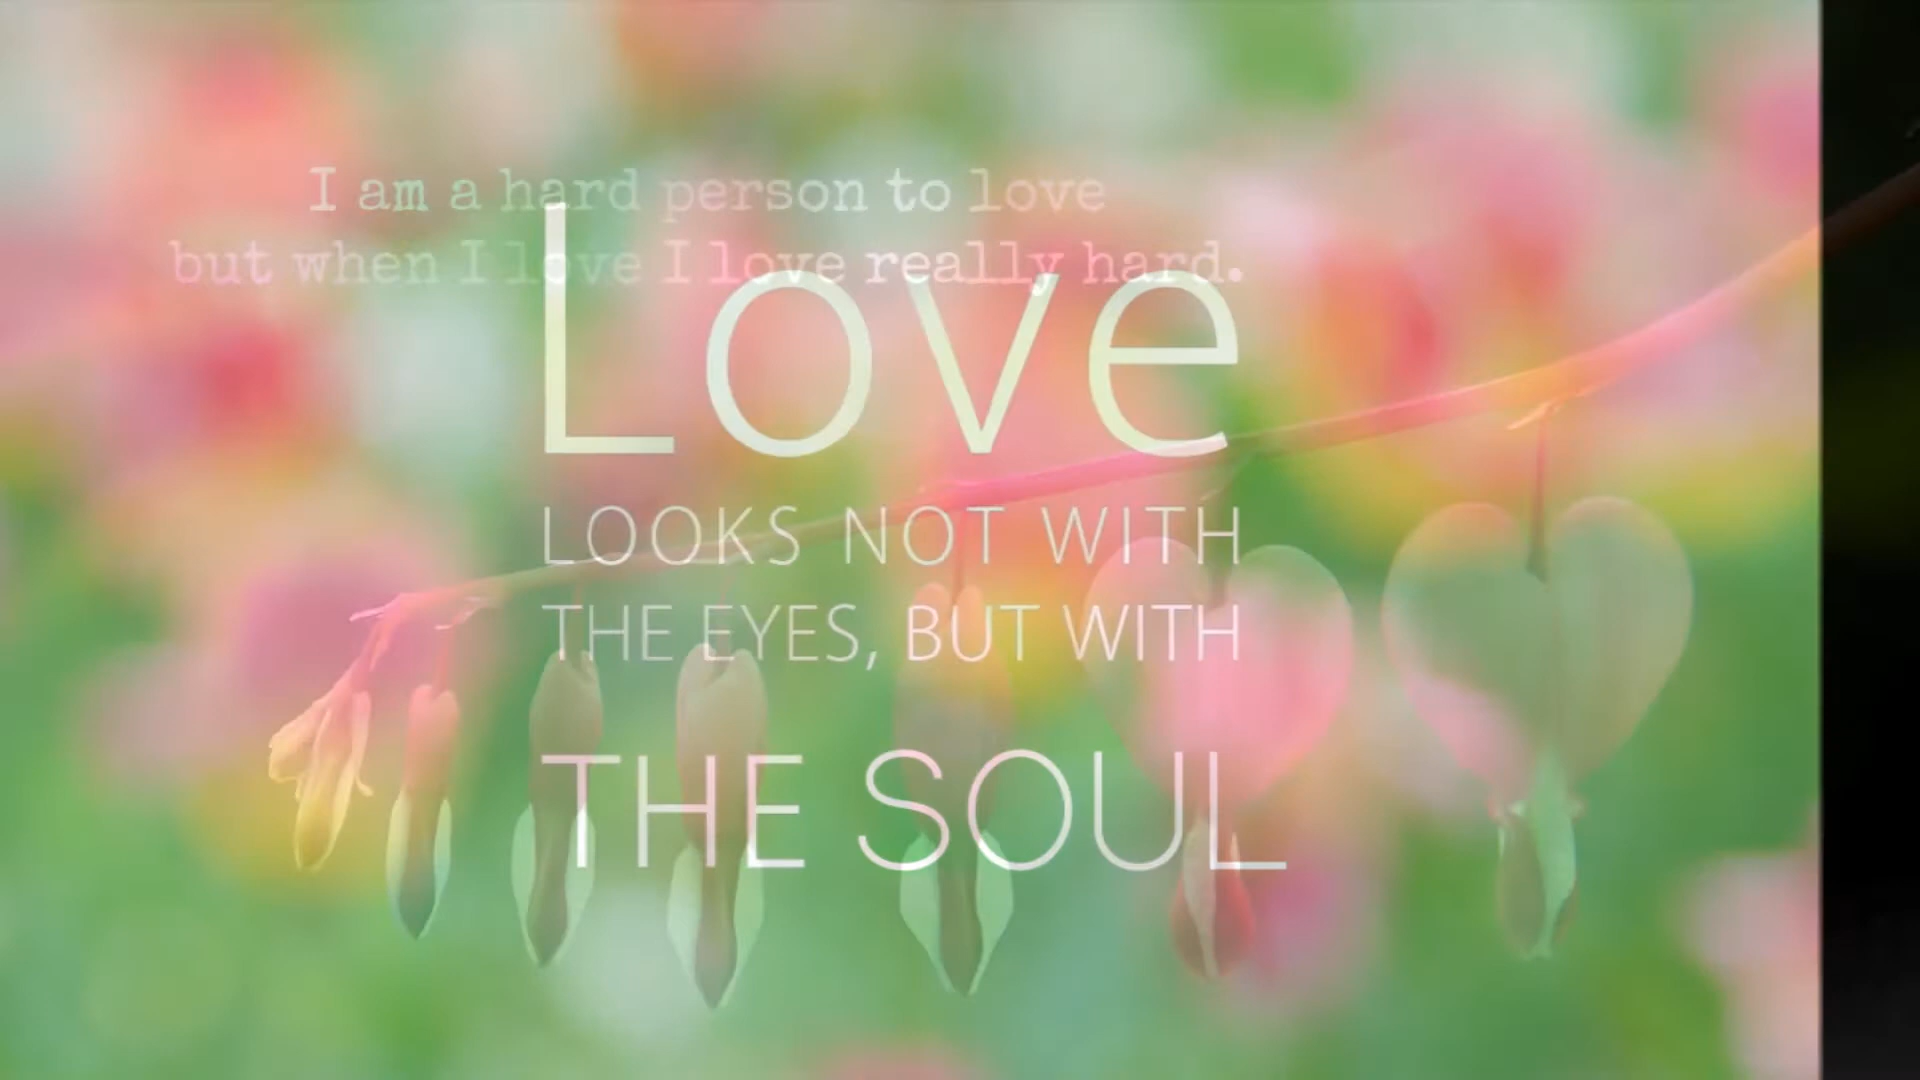 I am a hard person to love
but when I love I love really hard.
Love
LOOKS NOT WITH
THE EYES, BUT WITH
THE SOUL